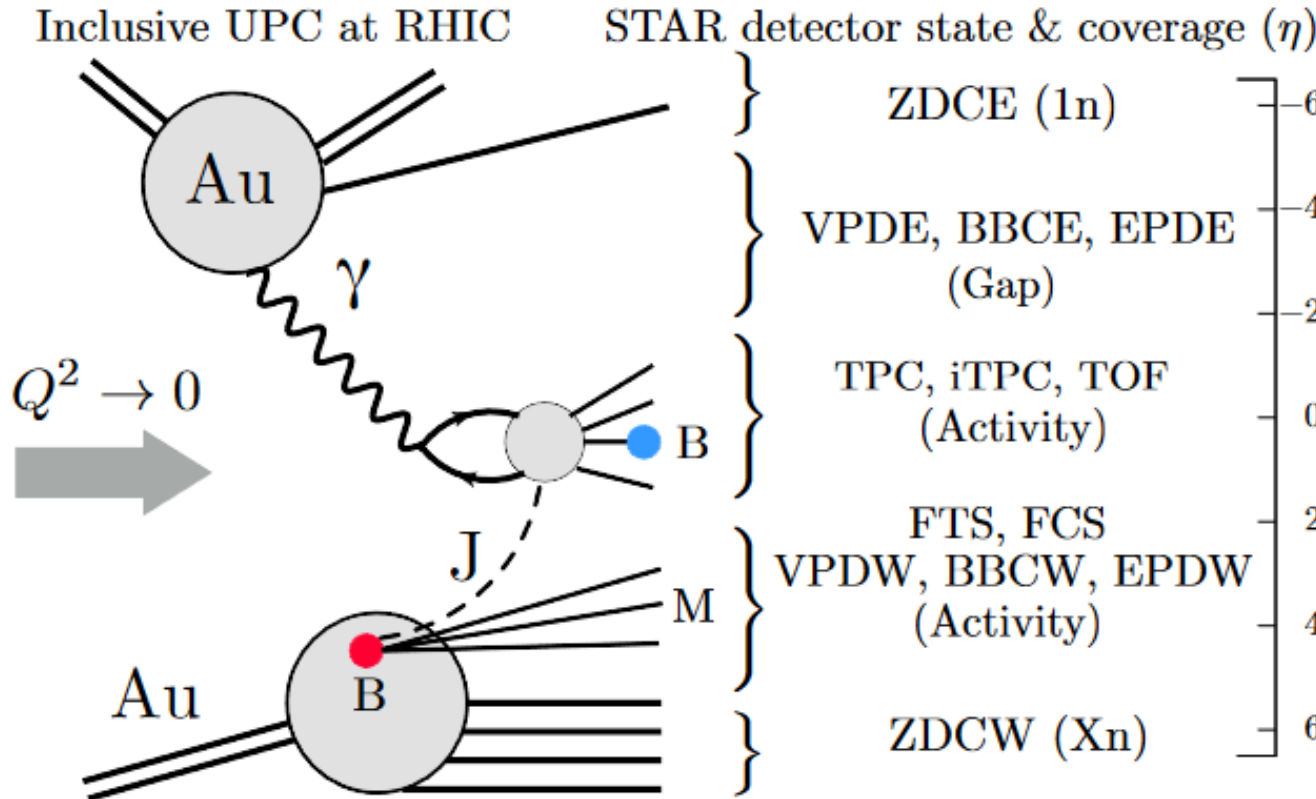 Inclusive UPC at RHIC
STAR detector state & coverage (η)
Au
γ
Q² → 0
B
J
M
B
Au
ZDCE (1n)
VPDE, BBCE, EPDE
(Gap)
TPC, iTPC, TOF
(Activity)
FTS, FCS
VPDW, BBCW, EPDW
(Activity)
ZDCW (Xn)
−6
−4
−2
0
2
4
6